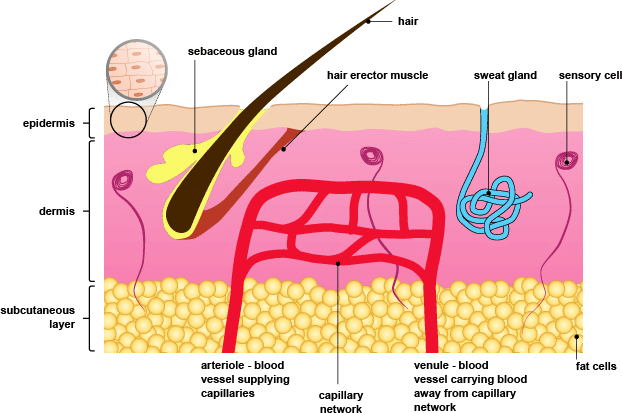 hair
sebaceous gland
hair erector muscle
sweat gland
sensory cell
epidermis
dermis
subcutaneous
layer
fat cells
arteriole - blood
vessel supplying
capillaries
capillary
network
venule - blood
vessel carrying blood
away from capillary
network